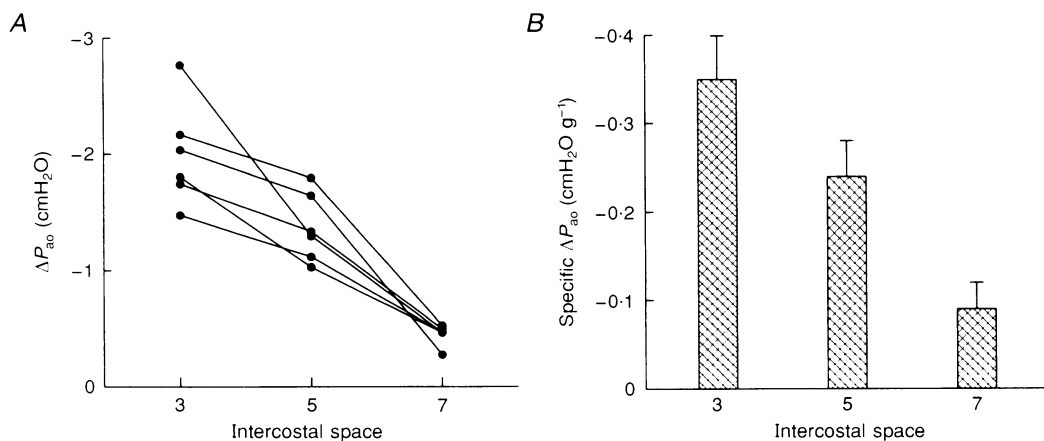 A
−3
−2
−1
0
ΔPao (cmH2O)
3 5 7
Intercostal space
B
−0·4
−0·3
−0·2
−0·1
0
Specific ΔPao (cmH2O g−1)
3 5 7
Intercostal space